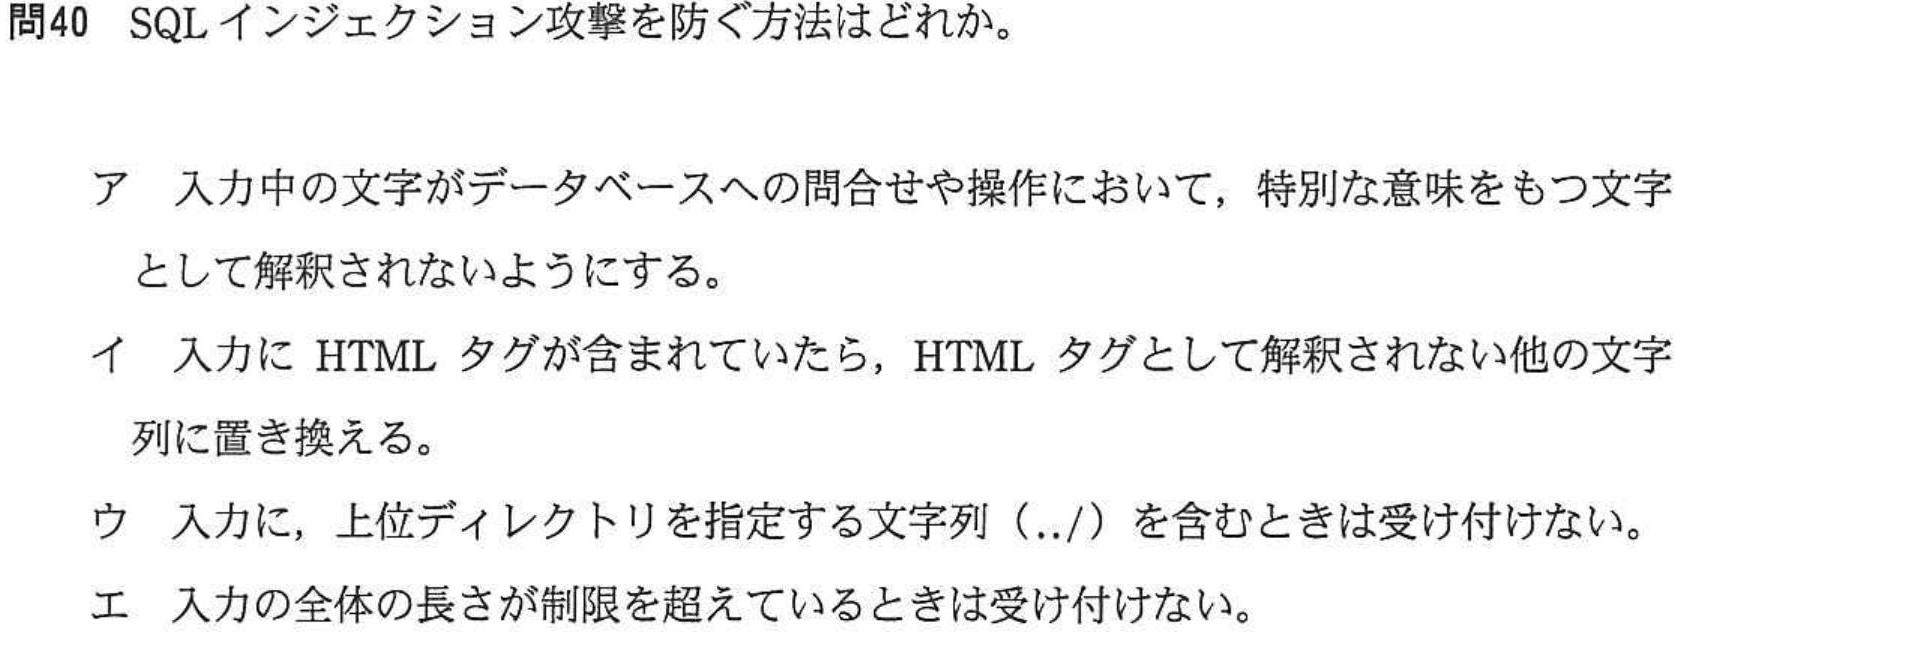 問40 SQL インジェクション攻撃を防ぐ方法はどれか。
ア 入力中の文字がデータベースへの問合せや操作において，特別な意味をもつ文字
として解釈されないようにする。
イ 入力に HTML タグが含まれていたら，HTML タグとして解釈されない他の文字
列に置き換える。
ウ 入力に，上位ディレクトリを指定する文字列（../）を含むときは受け付けない。
エ 入力の全体の長さが制限を超えているときは受け付けない。